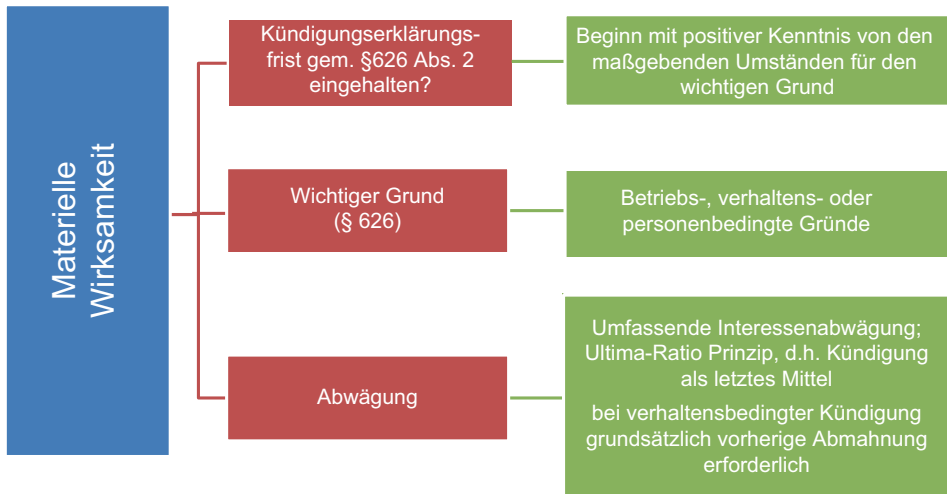 Materielle
Wirksamkeit
Kündigungserklärungs-
frist gem. §626 Abs. 2
eingehalten?
Beginn mit positiver Kenntnis von den
maßgebenden Umständen für den
wichtigen Grund
Wichtiger Grund
(§ 626)
Betriebs-, verhaltens- oder
personenbedingte Gründe
Abwägung
Umfassende Interessenabwägung;
Ultima-Ratio Prinzip, d.h. Kündigung
als letztes Mittel
bei verhaltensbedingter Kündigung
grundsätzlich vorherige Abmahnung
erforderlich